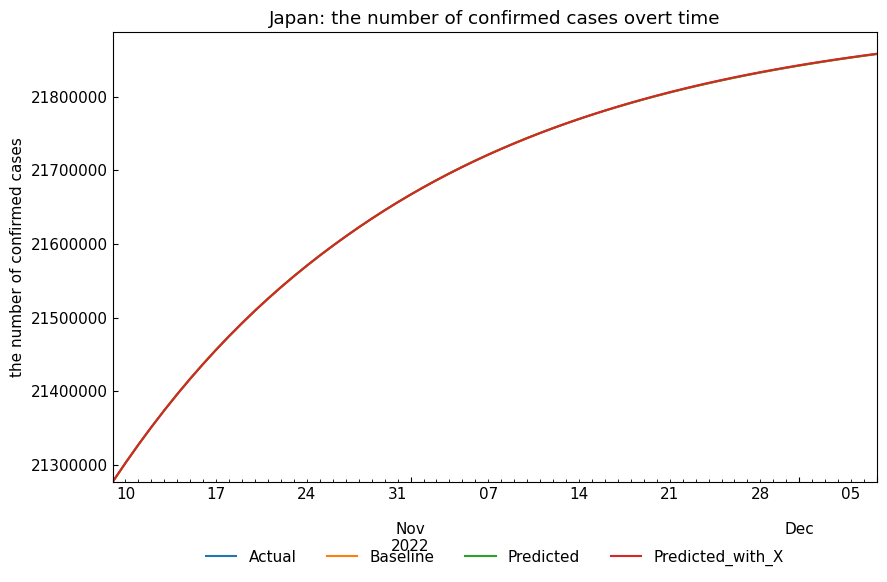 Japan: the number of confirmed cases overt time
the number of confirmed cases
21800000
21700000
21600000
21500000
21400000
21300000
10 17 24 31 07 14 21 28 05
Nov Dec
2022
Actual Baseline Predicted Predicted_with_X